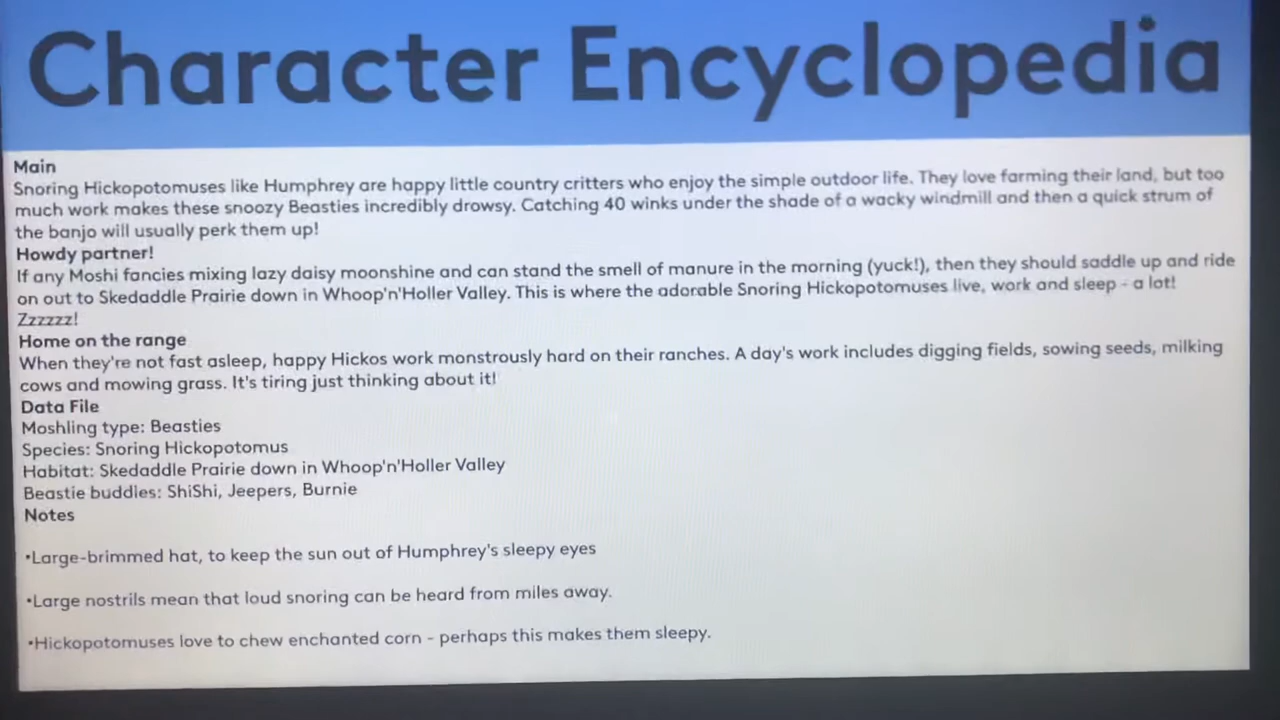 Character Encyclopedia
Main
Snoring Hickopotomuses like Humphrey are happy little country critters who enjoy the simple outdoor life. They love farming their land, but too
much work makes these snoozy Beasties incredibly drowsy. Catching 40 winks under the shade of a wacky windmill and then a quick strum of
the banjo will usually perk them up!
Howdy partner!
If any Moshi fancies mixing lazy daisy moonshine and can stand the smell of manure in the morning (yuck!), then they should saddle up and ride
on out to Skedaddle Prairie down in Whoop'n'Holler Valley. This is where the adorable Snoring Hickopotomuses live, work and sleep - a lot!
Zzzzzz!
Home on the range
When they're not fast asleep, happy Hickos work monstrously hard on their ranches. A day's work includes digging fields, sowing seeds, milking
cows and mowing grass. It's tiring just thinking about it!
Data File
Moshling type: Beasties
Species: Snoring Hickopotomus
Habitat: Skedaddle Prairie down in Whoop'n'Holler Valley
Beastie buddies: ShiShi, Jeepers, Burnie
Notes
•Large-brimmed hat, to keep the sun out of Humphrey's sleepy eyes
•Large nostrils mean that loud snoring can be heard from miles away.
•Hickopotomuses love to chew enchanted corn - perhaps this makes them sleepy.